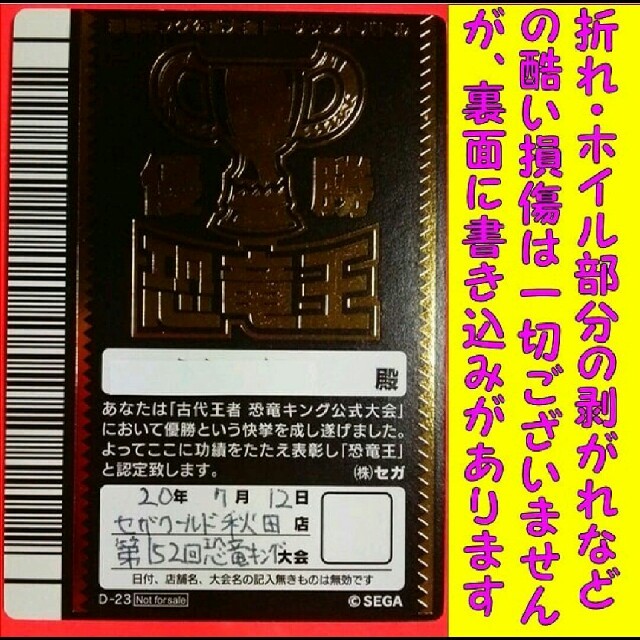 優勝
恐竜王
殿
あなたは「古代王者 恐竜キング公式大会」
において優勝という快挙を成し遂げました。
よってここに功績をたたえ表彰し「恐竜王」
と認定致します。
(株)セガ
20年 7月 12日
セガワールド秋田 店
第152回恐竜キング大会
日付、店舗名、大会名の記入無きものは無効です
D-23 Not for sale
©SEGA
折れ・ホイル部分の剥がれなど
の酷い損傷は一切ございません
が、裏面に書き込みがあります